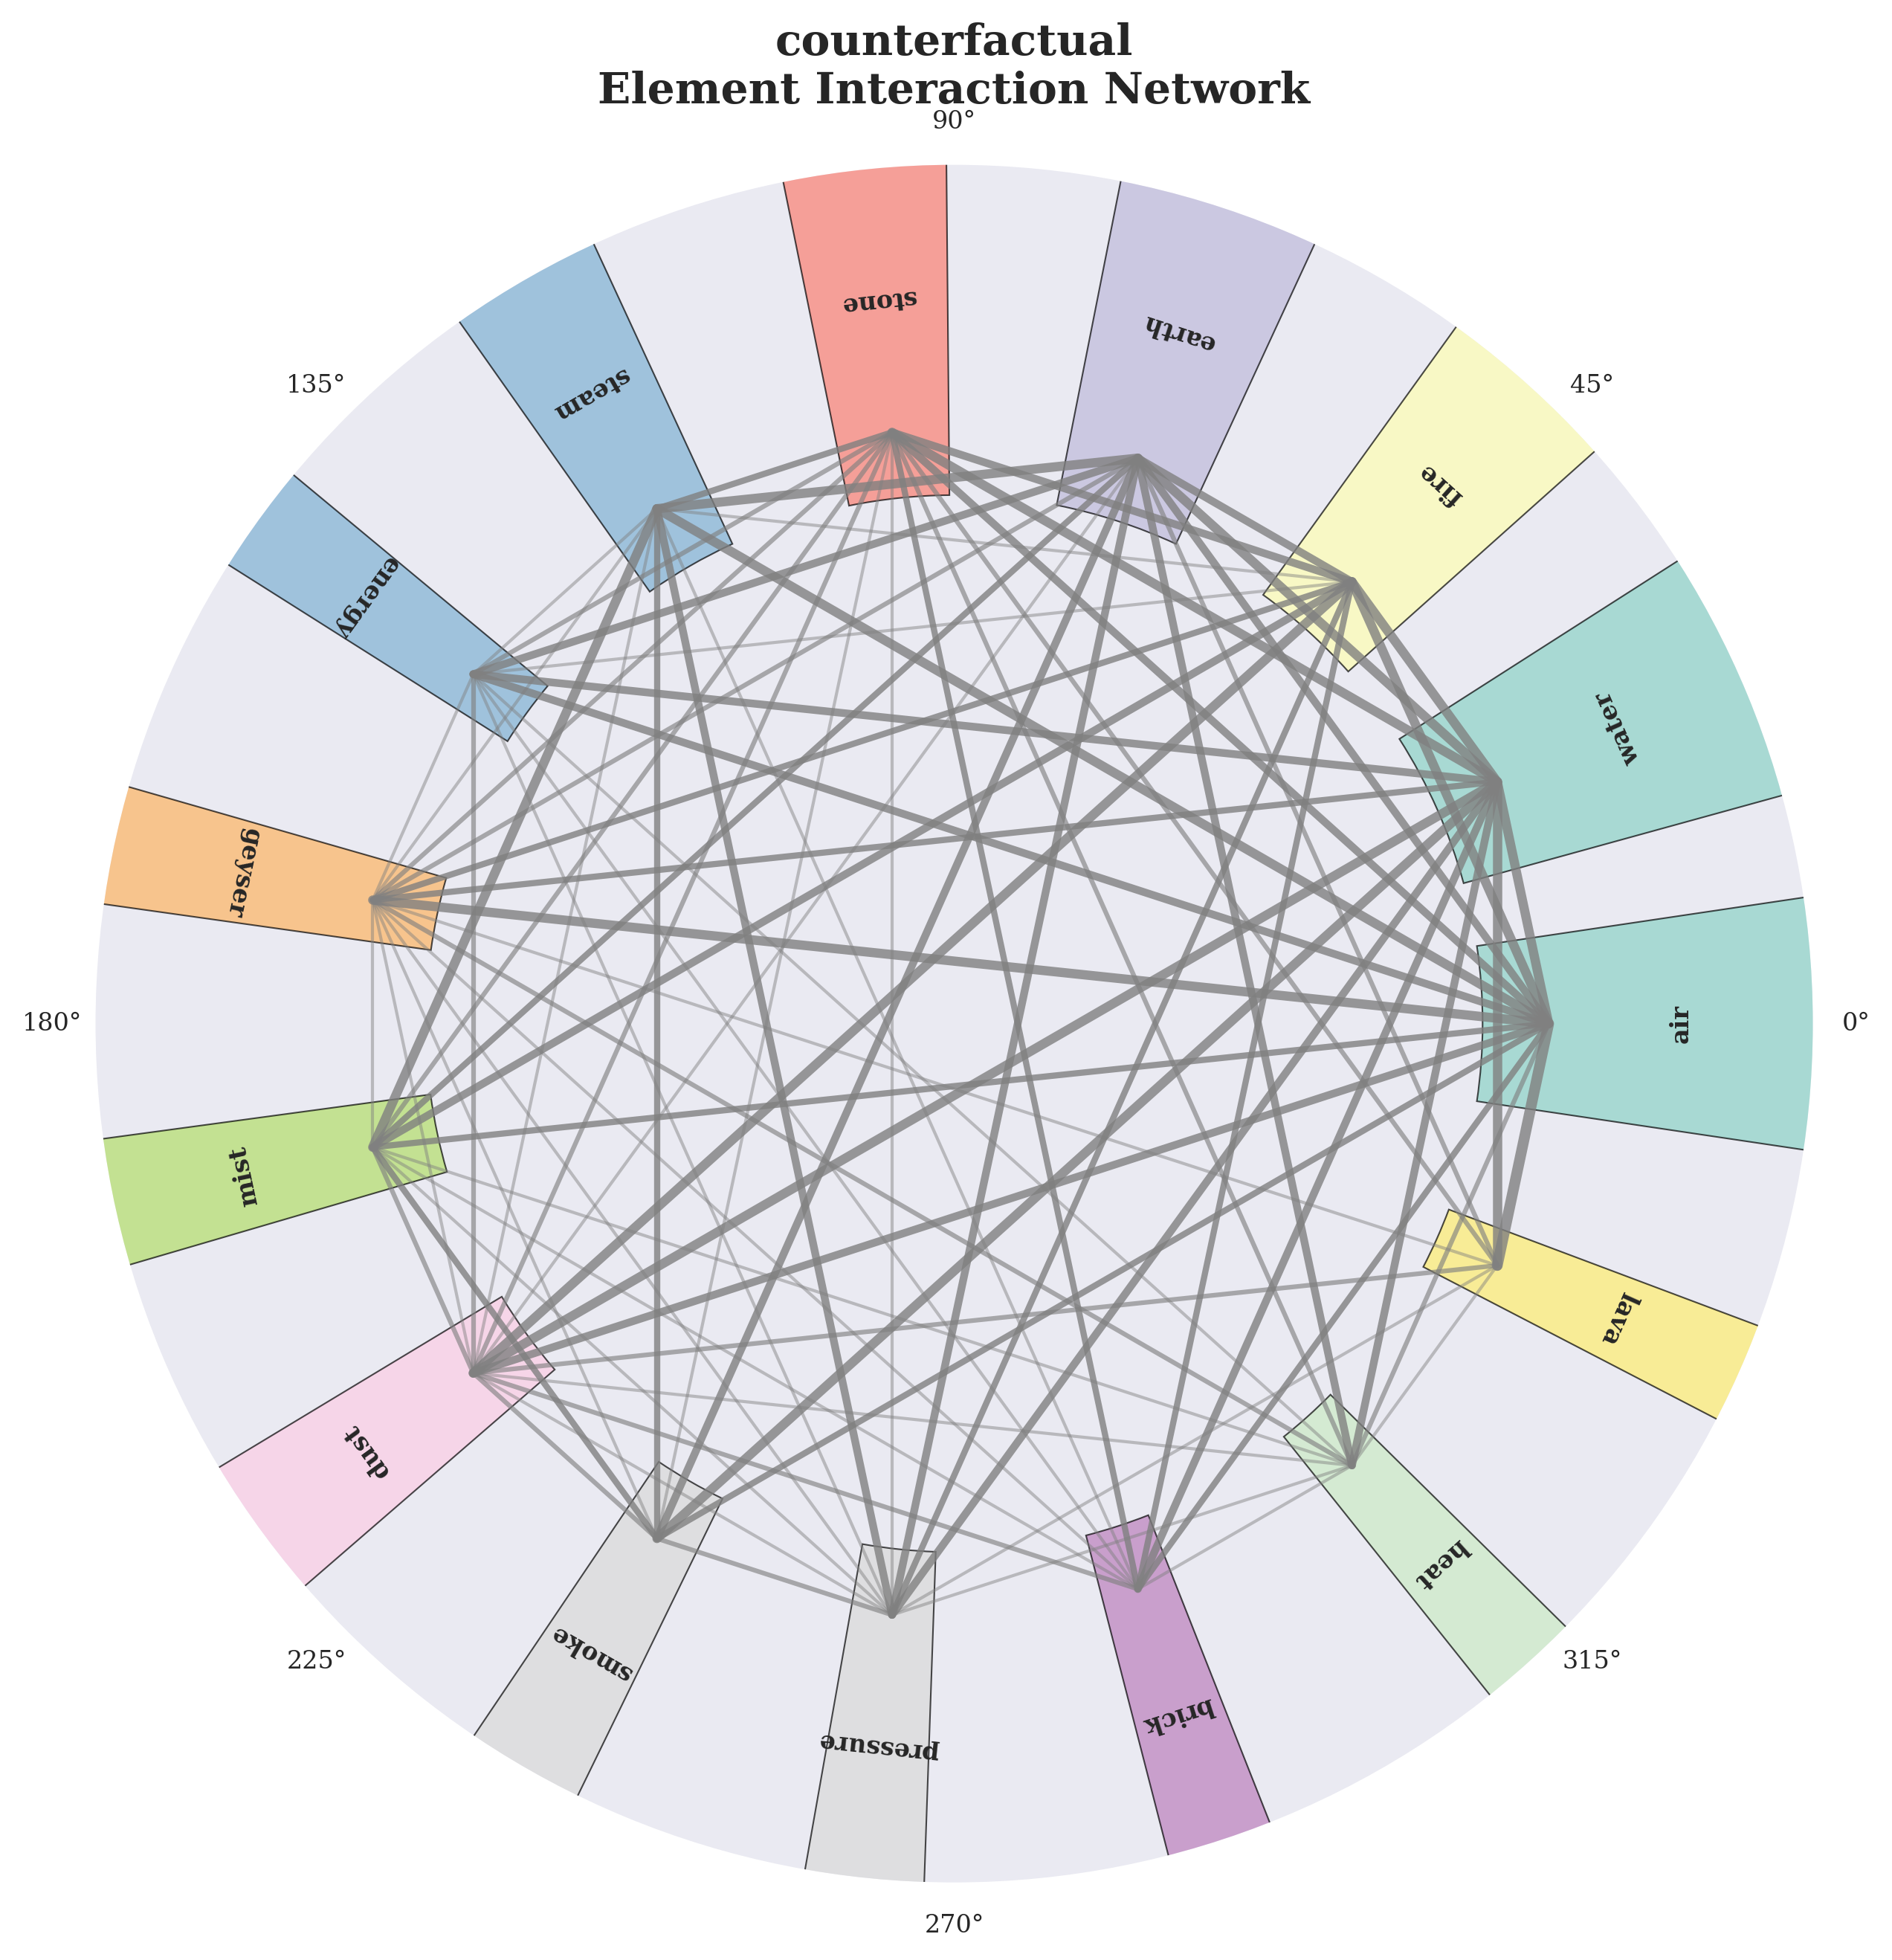 counterfactual
Element Interaction Network
90°
stone
earth
steam
135°
45°
fire
energy
water
geyser
180°
air
0°
mist
lava
dust
heat
225°
smoke
315°
brick
pressure
270°